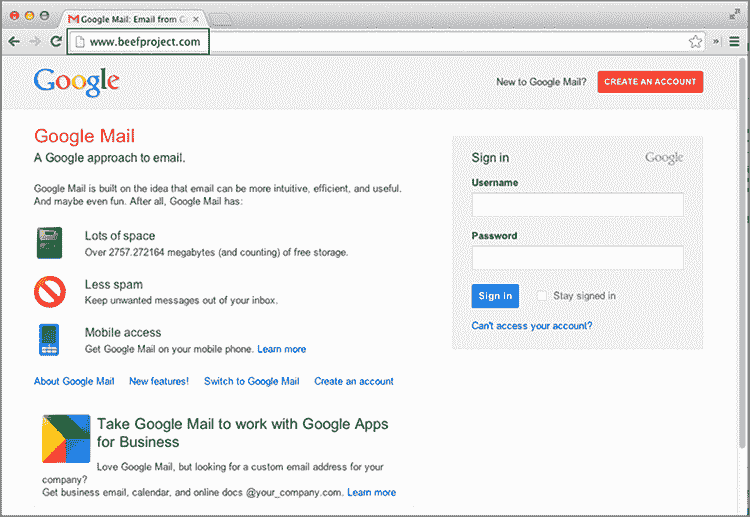 Google Mail: Email from G
www.beefproject.com
Google
New to Google Mail?
CREATE AN ACCOUNT
Google Mail
A Google approach to email.
Google Mail is built on the idea that email can be more intuitive, efficient, and useful.
And maybe even fun. After all, Google Mail has:
Lots of space
Over 2757.272164 megabytes (and counting) of free storage.
Less spam
Keep unwanted messages out of your inbox.
Mobile access
Get Google Mail on your mobile phone. Learn more
About Google Mail New features! Switch to Google Mail Create an account
Take Google Mail to work with Google Apps
for Business
Love Google Mail, but looking for a custom email address for your
company?
Get business email, calendar, and online docs @your_company.com. Learn more
Sign in Google
Username
Password
Sign in Stay signed in
Can't access your account?